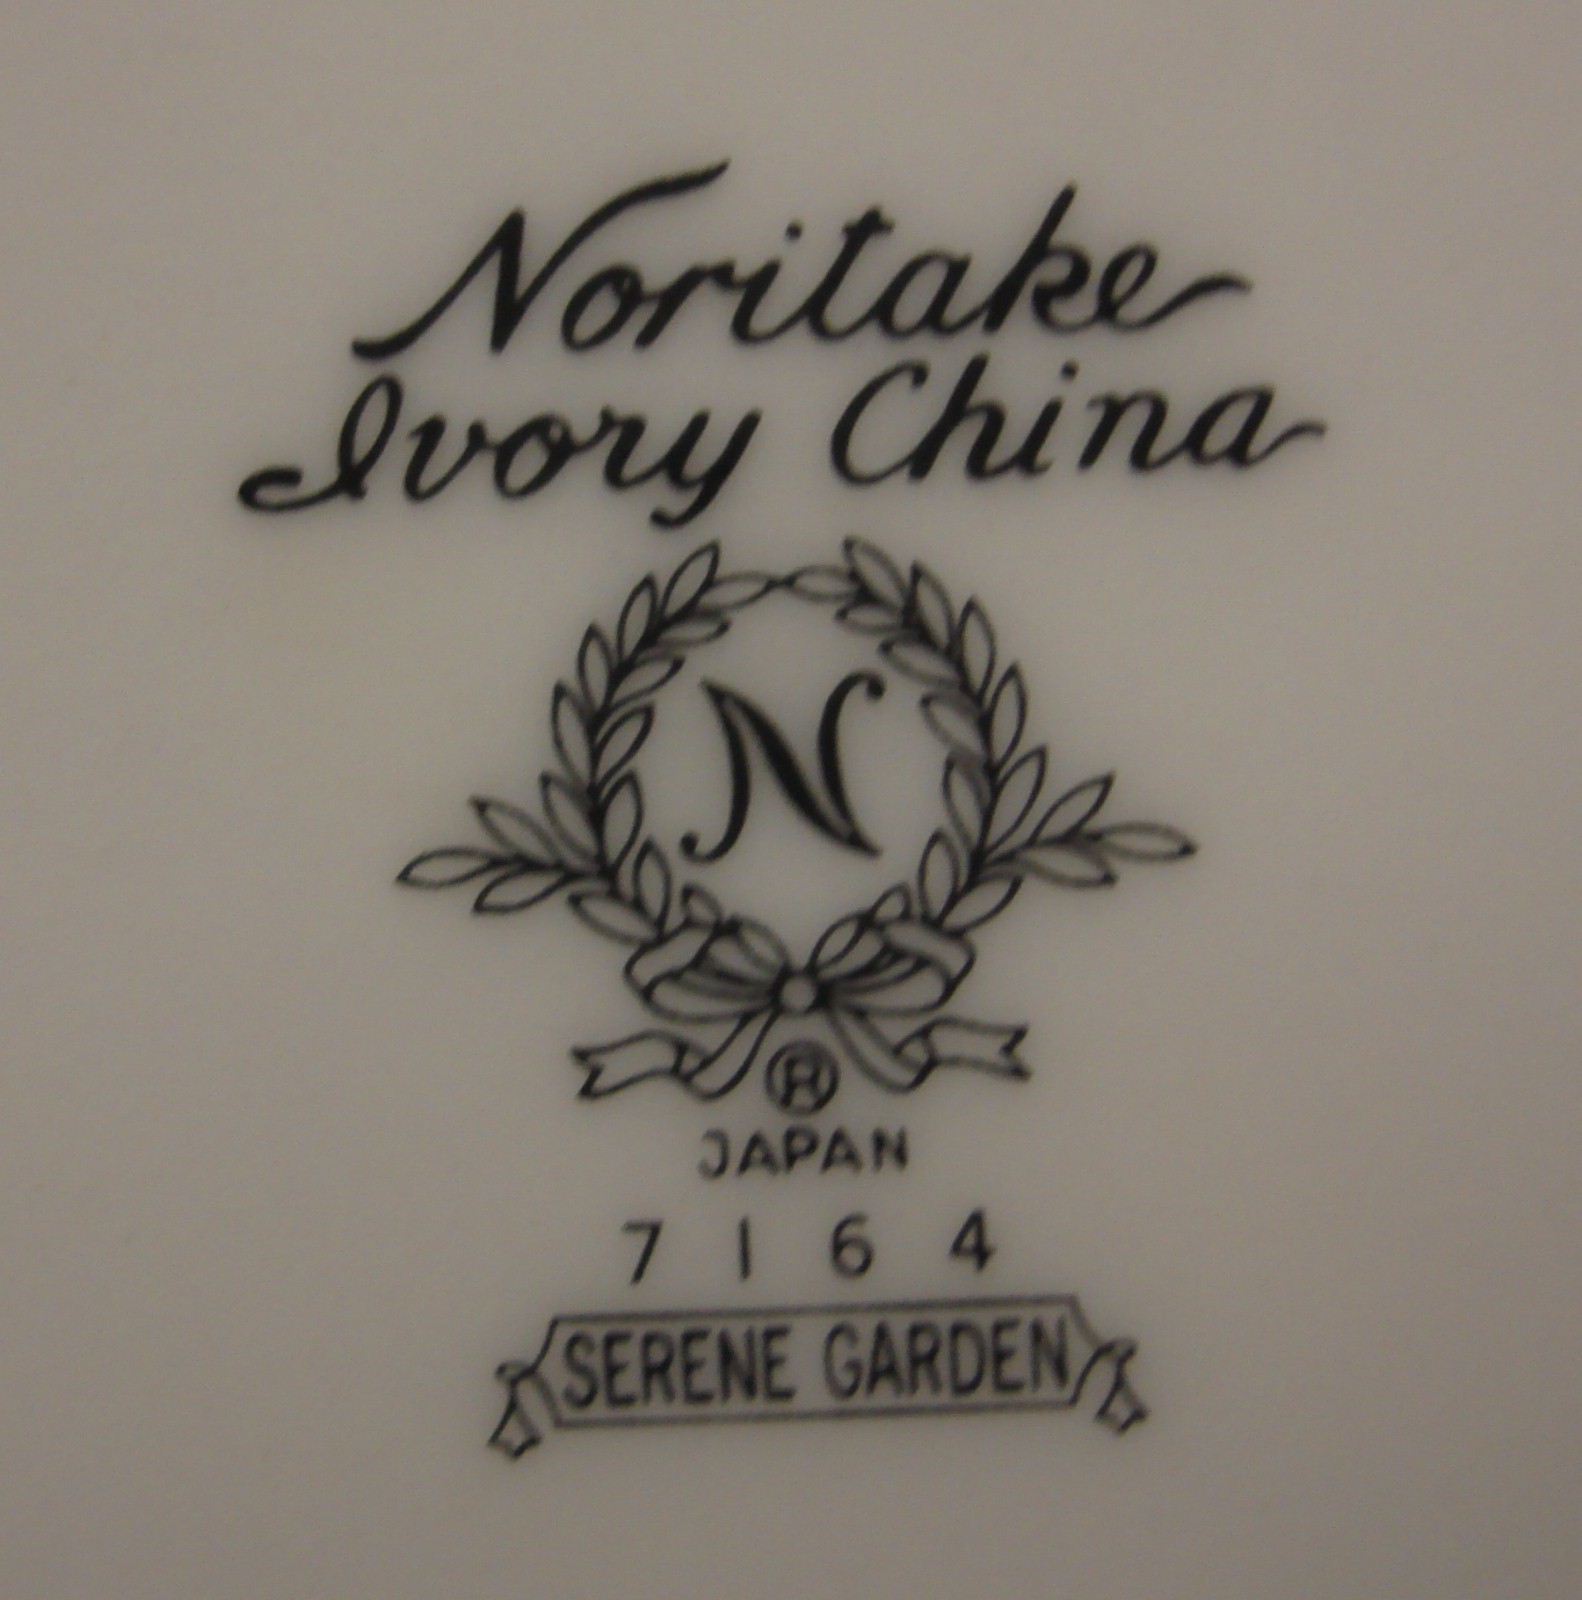 Noritake
Ivory China
N
®
JAPAN
7164
SERENE GARDEN